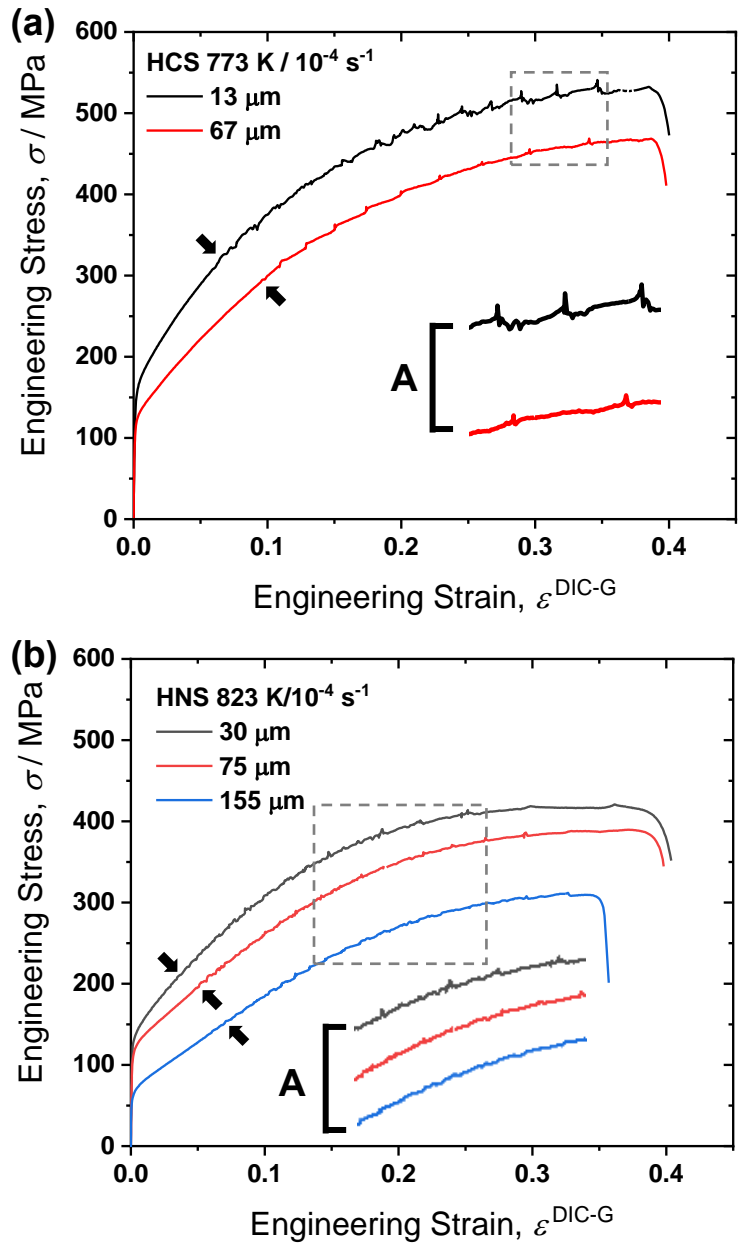 (a)
600
500
400
300
200
100
0
Engineering Stress, σ / MPa
HCS 773 K / 10⁻⁴ s⁻¹
13 μm
67 μm
A
0.0 0.1 0.2 0.3 0.4
Engineering Strain, ε^DIC-G
(b)
600
500
400
300
200
100
0
Engineering Stress, σ / MPa
HNS 823 K/10⁻⁴ s⁻¹
30 μm
75 μm
155 μm
A
0.0 0.1 0.2 0.3 0.4
Engineering Strain, ε^DIC-G